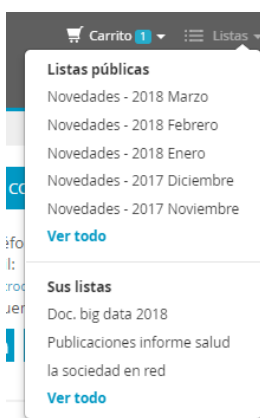 Carrito 1 Listas
Listas públicas
Novedades - 2018 Marzo
Novedades - 2018 Febrero
Novedades - 2018 Enero
Novedades - 2017 Diciembre
Novedades - 2017 Noviembre
Ver todo
Sus listas
Doc. big data 2018
Publicaciones informe salud
la sociedad en red
Ver todo